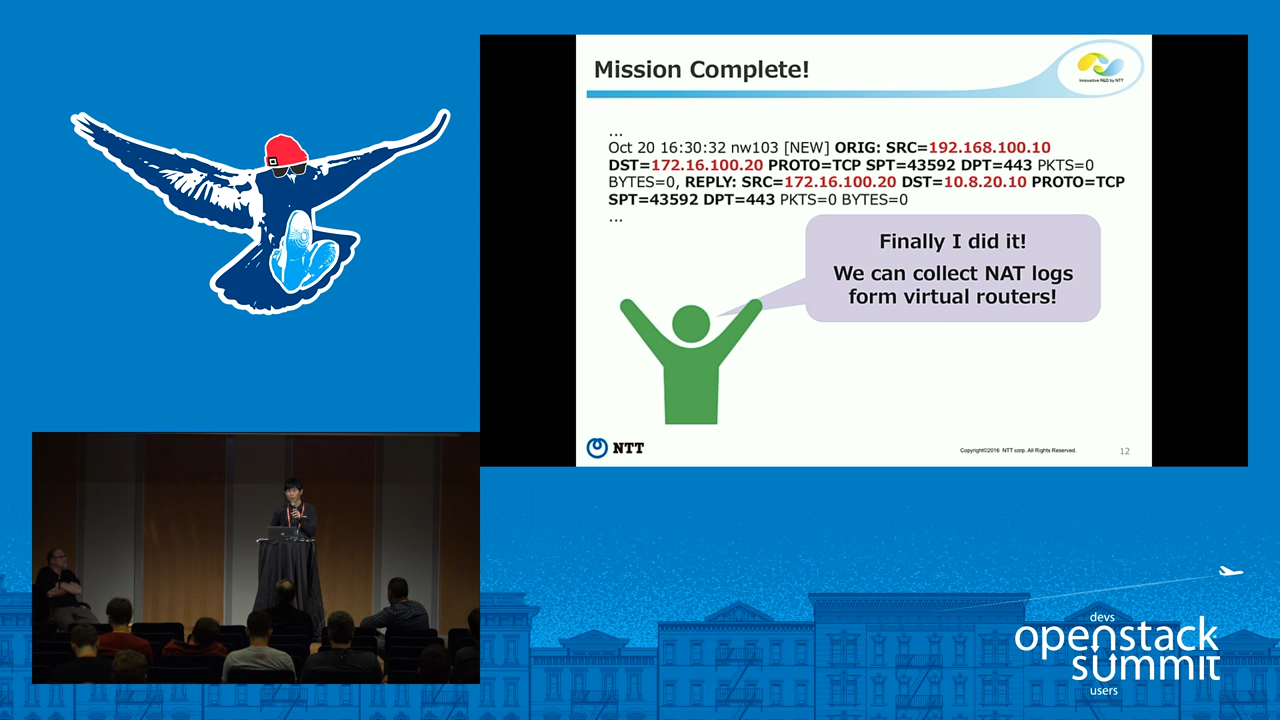 Mission Complete!
Innovative R&D by NTT
...
Oct 20 16:30:32 nw103 [NEW] ORIG: SRC=192.168.100.10
DST=172.16.100.20 PROTO=TCP SPT=43592 DPT=443 PKTS=0
BYTES=0, REPLY: SRC=172.16.100.20 DST=10.8.20.10 PROTO=TCP
SPT=43592 DPT=443 PKTS=0 BYTES=0
...
Finally I did it!
We can collect NAT logs
form virtual routers!
NTT
Copyright©2016 NTT corp. All Rights Reserved.
12
devs
openstack
summit
users